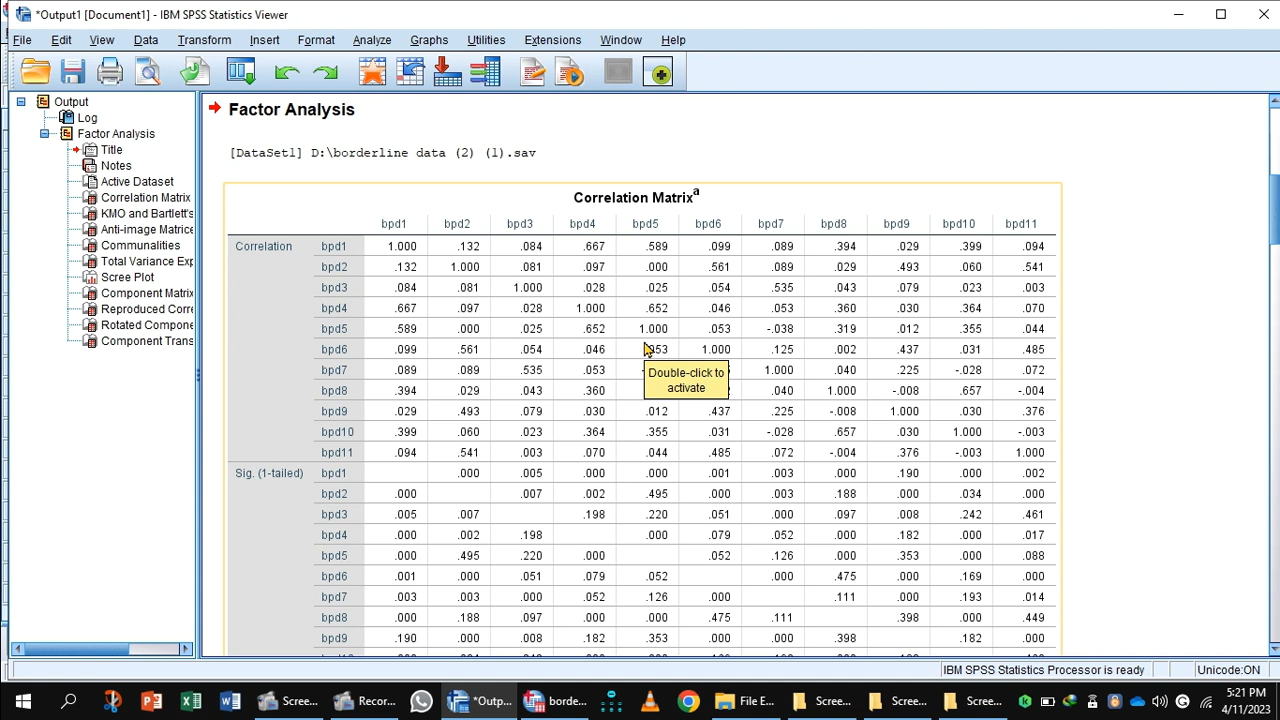 *Output1 [Document1] - IBM SPSS Statistics Viewer
File Edit View Data Transform Insert Format Analyze Graphs Utilities Extensions Window Help
Output
Log
Factor Analysis
Title
Notes
Active Dataset
Correlation Matrix
KMO and Bartlett's
Anti-image Matrice
Communalities
Total Variance Exp
Scree Plot
Component Matrix
Reproduced Corre
Rotated Compone
Component Trans
Factor Analysis
[DataSet1] D:\borderline data (2) (1).sav
Correlation Matrixa
bpd1 bpd2 bpd3 bpd4 bpd5 bpd6 bpd7 bpd8 bpd9 bpd10 bpd11
Correlation bpd1 1.000 .132 .084 .667 .589 .099 .089 .394 .029 .399 .094
bpd2 .132 1.000 .081 .097 .000 .561 .089 .029 .493 .060 .541
bpd3 .084 .081 1.000 .028 .025 .054 .535 .043 .079 .023 .003
bpd4 .667 .097 .028 1.000 .652 .046 .053 .360 .030 .364 .070
bpd5 .589 .000 .025 .652 1.000 .053 -.038 .319 .012 .355 .044
bpd6 .099 .561 .054 .046 .053 1.000 .125 .002 .437 .031 .485
bpd7 .089 .089 .535 .053 1.000 .040 .225 -.028 .072
Double-click to
activate
bpd8 .394 .029 .043 .360 .040 1.000 -.008 .657 -.004
bpd9 .029 .493 .079 .030 .012 .437 .225 -.008 1.000 .030 .376
bpd10 .399 .060 .023 .364 .355 .031 -.028 .657 .030 1.000 -.003
bpd11 .094 .541 .003 .070 .044 .485 .072 -.004 .376 -.003 1.000
Sig. (1-tailed) bpd1 .000 .005 .000 .000 .001 .003 .000 .190 .000 .002
bpd2 .000 .007 .002 .495 .000 .003 .188 .000 .034 .000
bpd3 .005 .007 .198 .220 .051 .000 .097 .008 .242 .461
bpd4 .000 .002 .198 .000 .079 .052 .000 .182 .000 .017
bpd5 .000 .495 .220 .000 .052 .126 .000 .353 .000 .088
bpd6 .001 .000 .051 .079 .052 .000 .475 .000 .169 .000
bpd7 .003 .003 .000 .052 .126 .000 .111 .000 .193 .014
bpd8 .000 .188 .097 .000 .000 .475 .111 .398 .000 .449
bpd9 .190 .000 .008 .182 .353 .000 .000 .398 .182 .000
IBM SPSS Statistics Processor is ready Unicode:ON
Scree... Recor... *Outp... borde... File E... Scree... Scree... Scree...
5:21 PM
4/11/2023